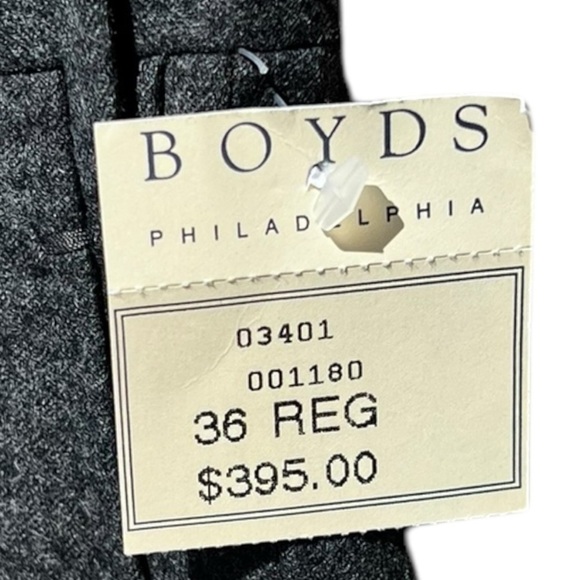 BOYDS
PHILADELPHIA
03401
001180
36 REG
$395.00